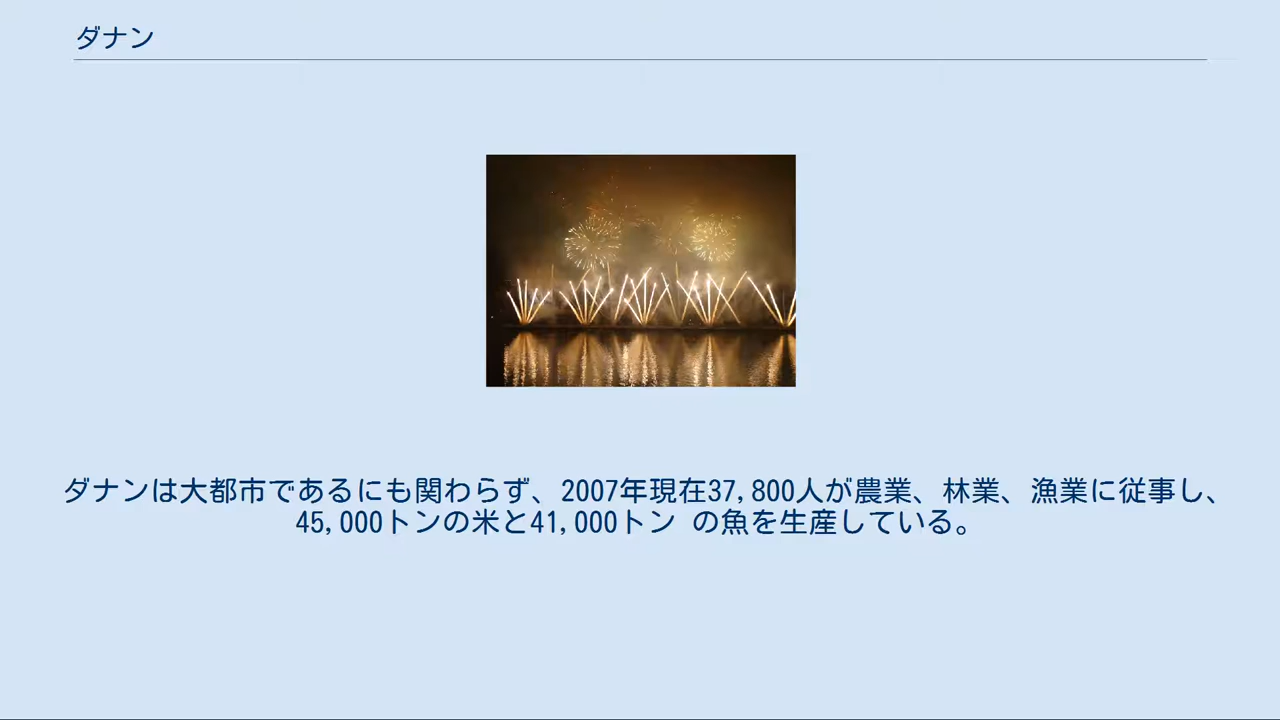 ダナン
ダナンは大都市であるにも関わらず、2007年現在37,800人が農業、林業、漁業に従事し、
45,000トンの米と41,000トン の魚を生産している。